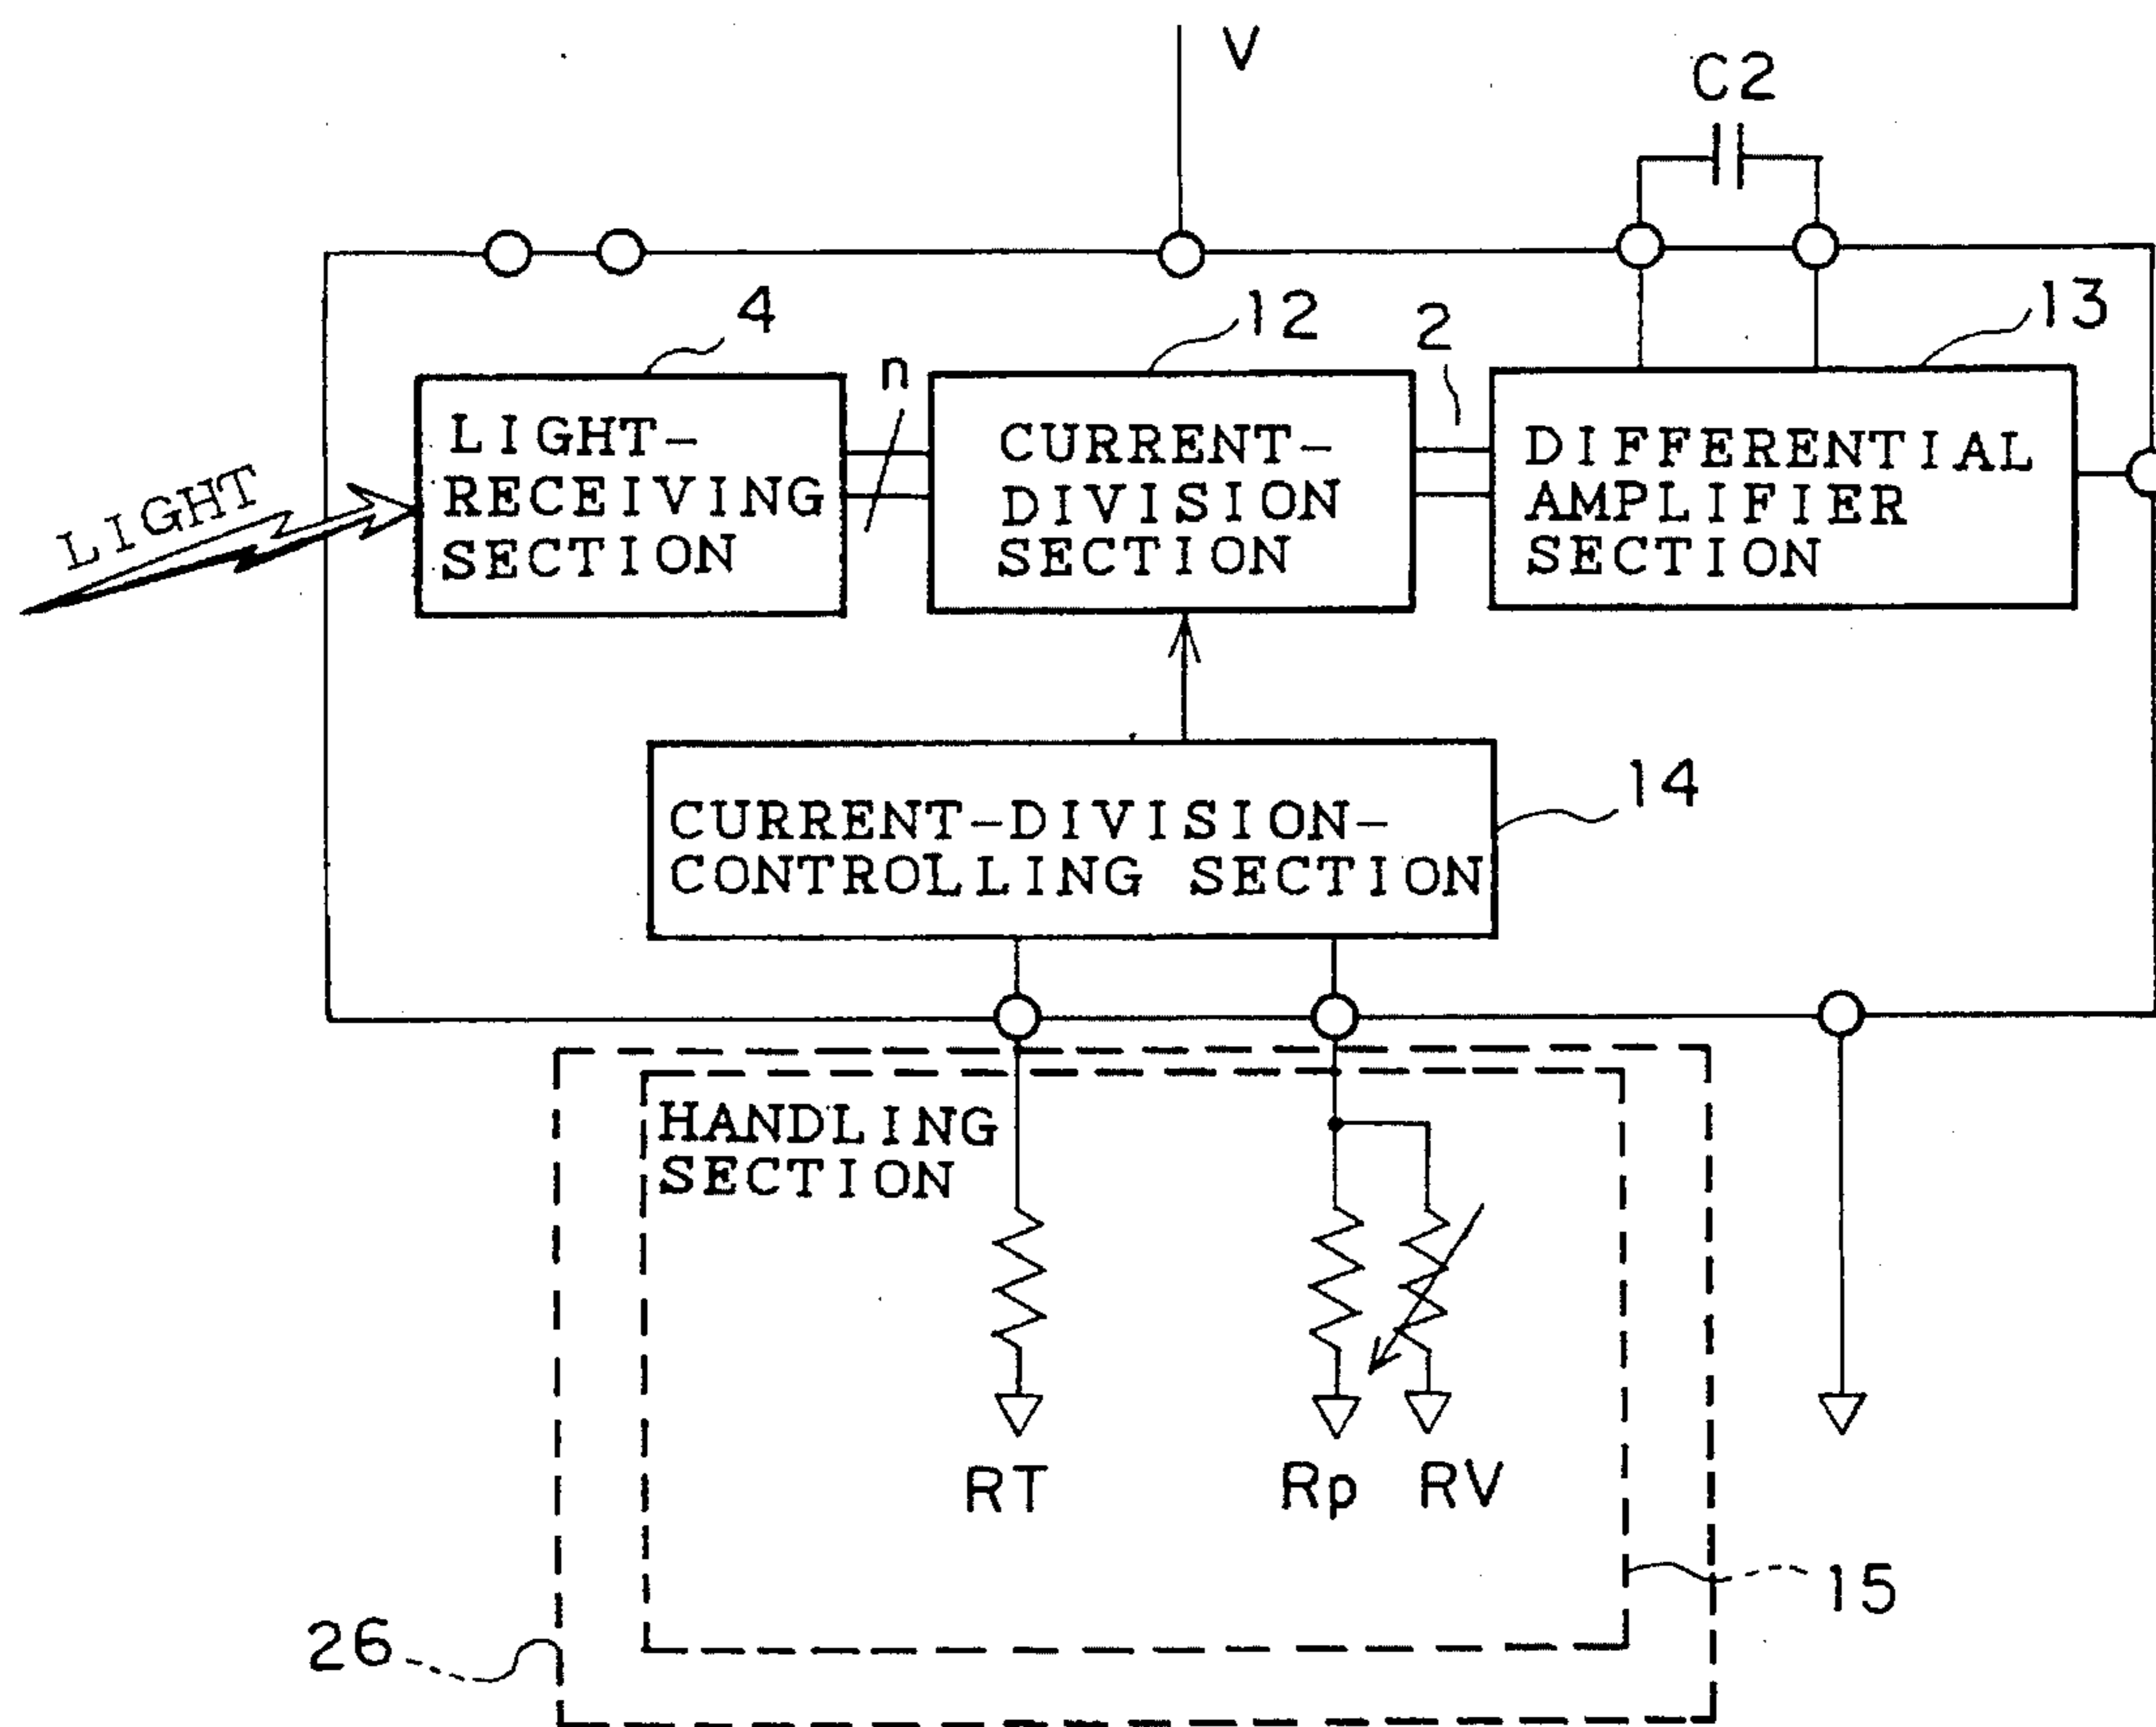 V
C2
4
12
2
13
n
LIGHT
LIGHT-
RECEIVING
SECTION
CURRENT-
DIVISION
SECTION
DIFFERENTIAL
AMPLIFIER
SECTION
14
CURRENT-DIVISION-
CONTROLLING SECTION
HANDLING
SECTION
RT
Rp
RV
15
26